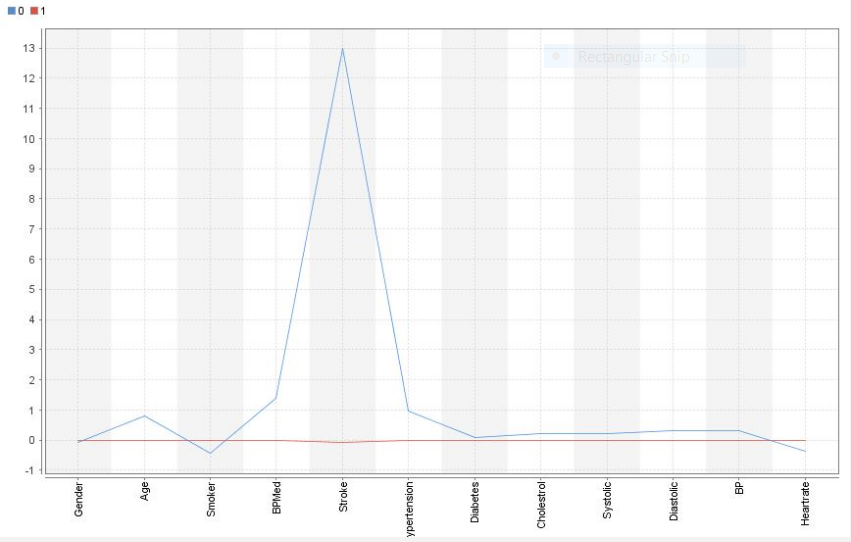 0 1
Rectangular Snip
13
12
11
10
9
8
7
6
5
4
3
2
1
0
-1
Gender
Age
Smoker
BPMed
Stroke
ypertension
Diabetes
Cholestrol
Systolic
Diastolic
BP
Heartrate